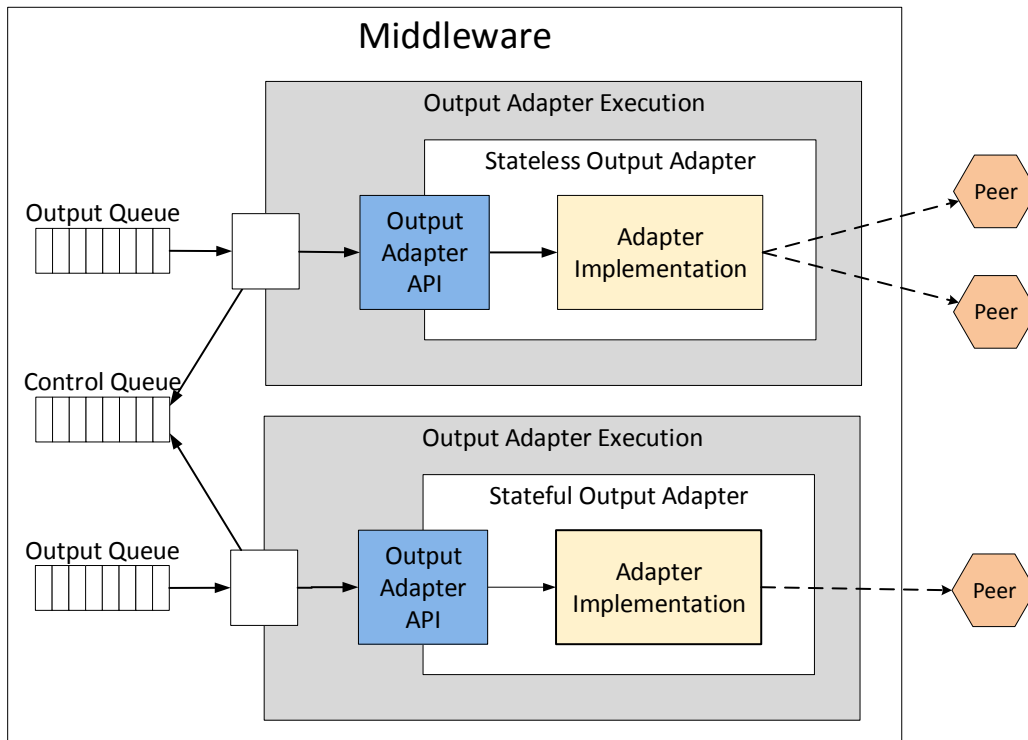 Middleware
Output Adapter Execution
Stateless Output Adapter
Output Queue
Output
Adapter
API
Adapter
Implementation
Peer
Peer
Control Queue
Output Adapter Execution
Stateful Output Adapter
Output Queue
Output
Adapter
API
Adapter
Implementation
Peer